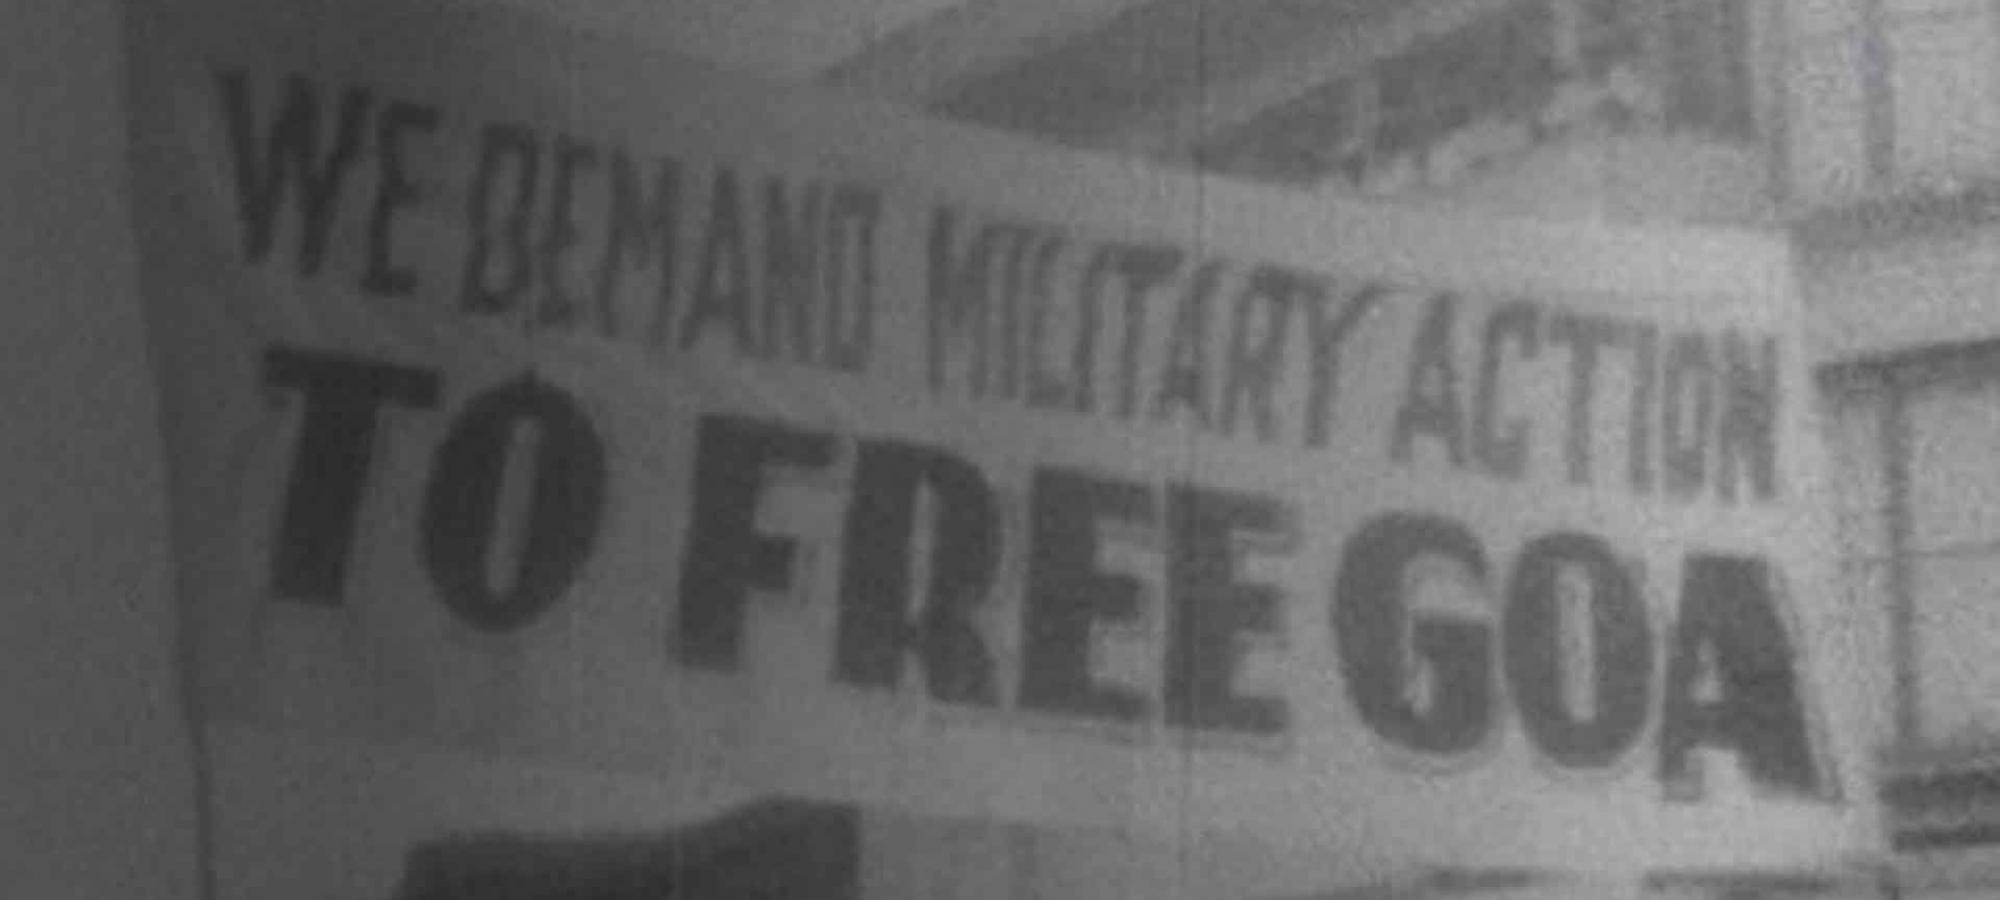 WE DEMAND MILITARY ACTION
TO FREE GOA